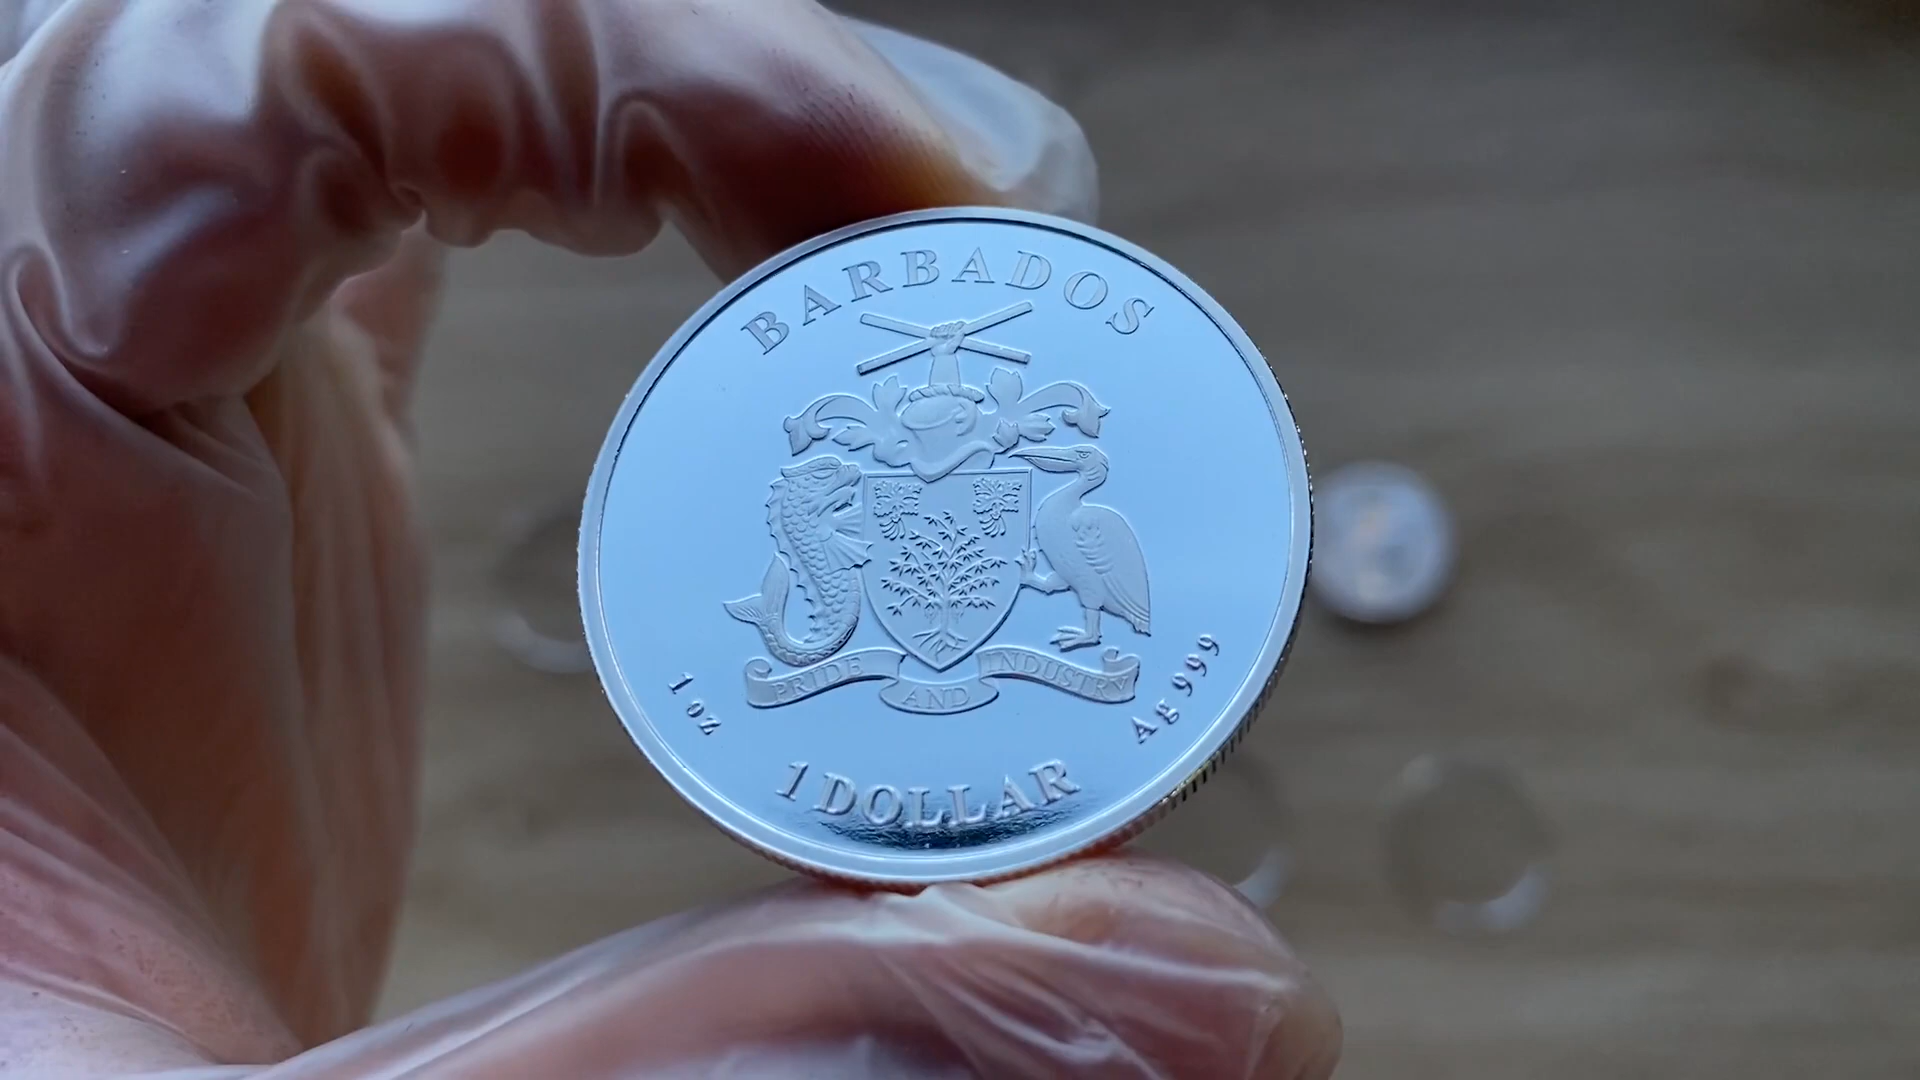 BARBADOS
PRIDE AND INDUSTRY
1 oz
Ag 999
1 DOLLAR